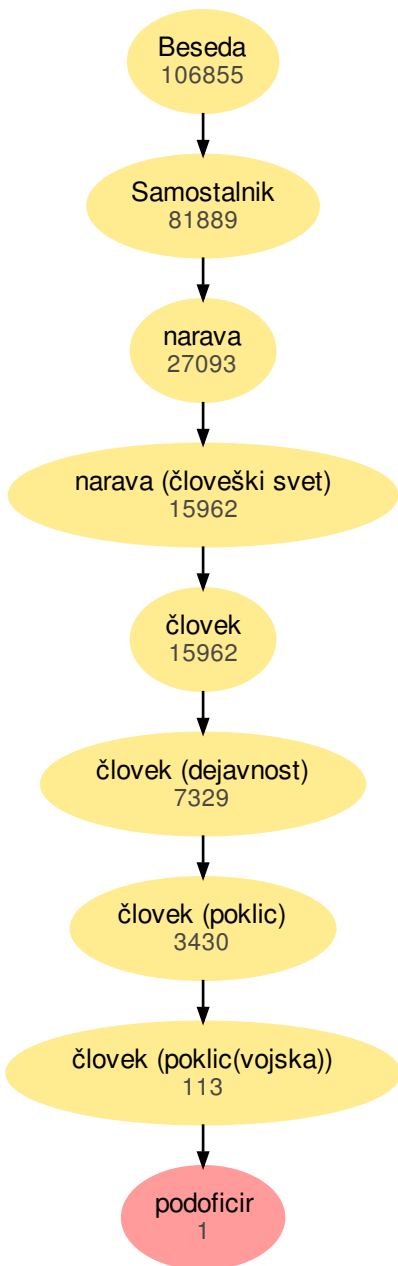 Beseda
106855
Samostalnik
81889
narava
27093
narava (človeški svet)
15962
človek
15962
človek (dejavnost)
7329
človek (poklic)
3430
človek (poklic(vojska))
113
podoficir
1